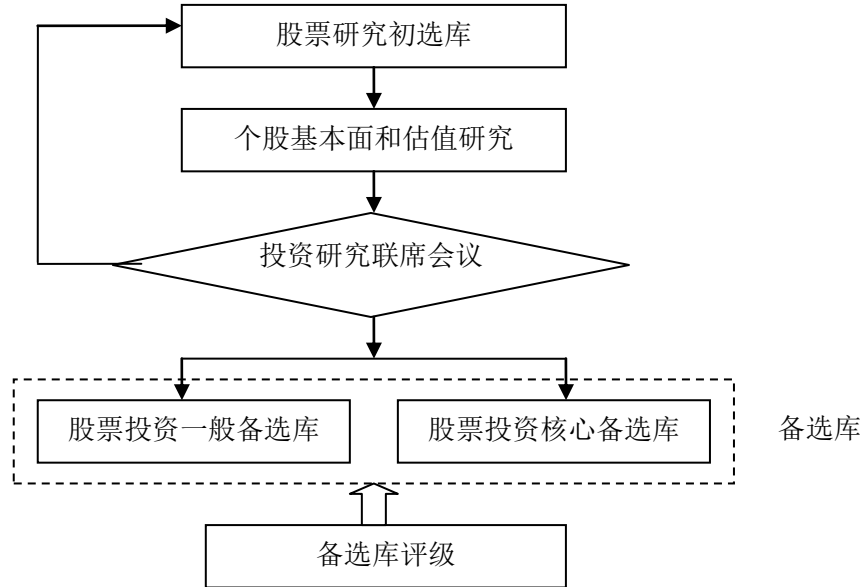 股票研究初选库
个股基本面和估值研究
投资研究联席会议
股票投资一般备选库
股票投资核心备选库
备选库
备选库评级